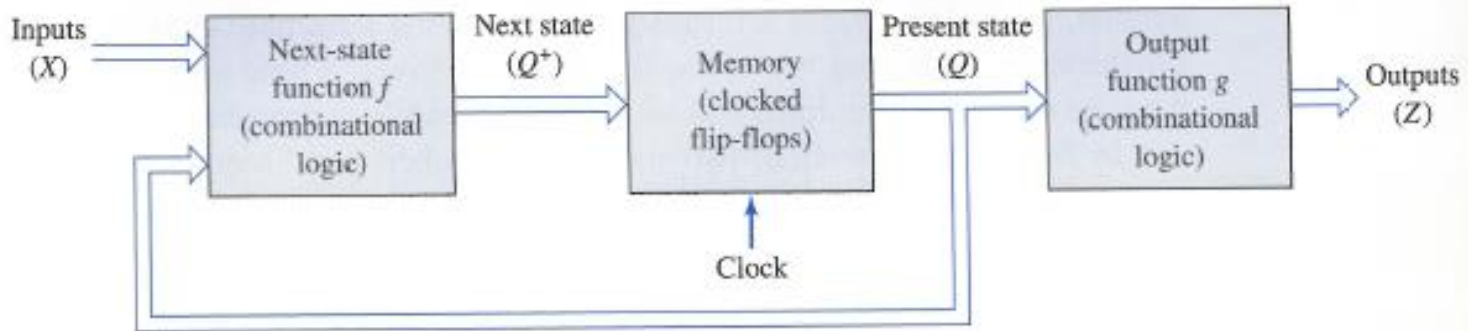 Inputs
(X)
Next-state
function f
(combinational
logic)
Next state
(Q⁺)
Memory
(clocked
flip-flops)
Clock
Present state
(Q)
Output
function g
(combinational
logic)
Outputs
(Z)